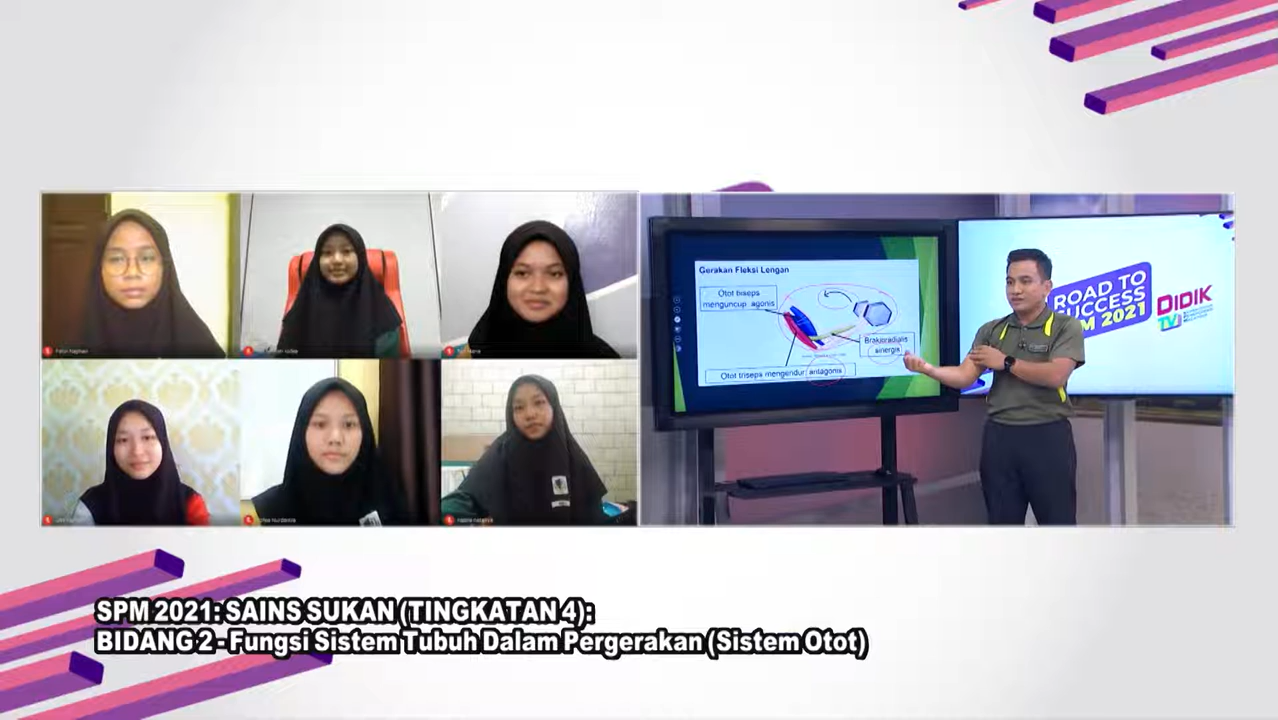 Gerakan Fleksi Lengan
Otot biseps
menguncup agonis
Brakioradialis
sinergis
Otot triseps mengendur antagonis
ROAD TO
SUCCESS
SPM 2021
DIDIK
TV
SPM 2021: SAINS SUKAN (TINGKATAN 4):
BIDANG 2 - Fungsi Sistem Tubuh Dalam Pergerakan (Sistem Otot)